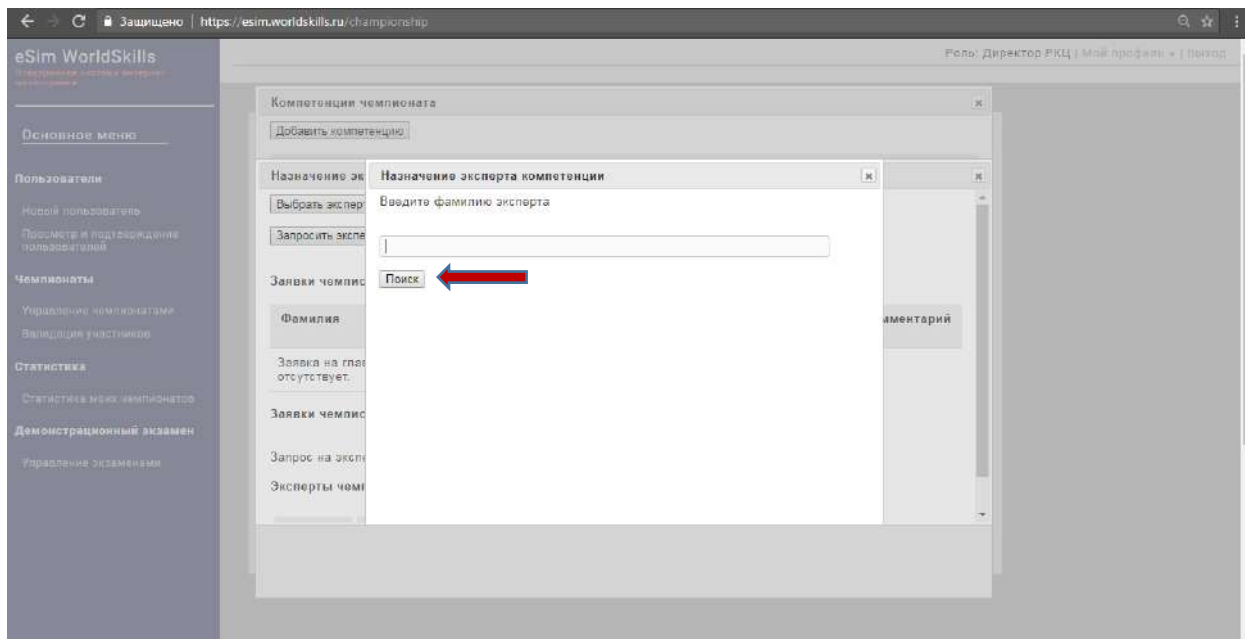 Защищено | https://esim.worldskills.ru/championship
eSim WorldSkills
Роль: Директор РКЦ | Мой профиль | Выход
Основное меню
Пользователи
Новый пользователь
Просмотр и подтверждение
пользователей
Чемпионаты
Управление чемпионатами
Валидация участников
Статистика
Статистика моих чемпионатов
Демонстрационный экзамен
Управление экзаменами
Компетенции чемпионата
Добавить компетенцию
Назначение эк
Выбрать экспер
Запросить экспе
Заявки чемпис
Фамилия
мментарий
Заявка на глав
отсутствует.
Заявки чемпис
Запрос на экспе
Эксперты чемп
Назначение эксперта компетенции
Введите фамилию эксперта
Поиск